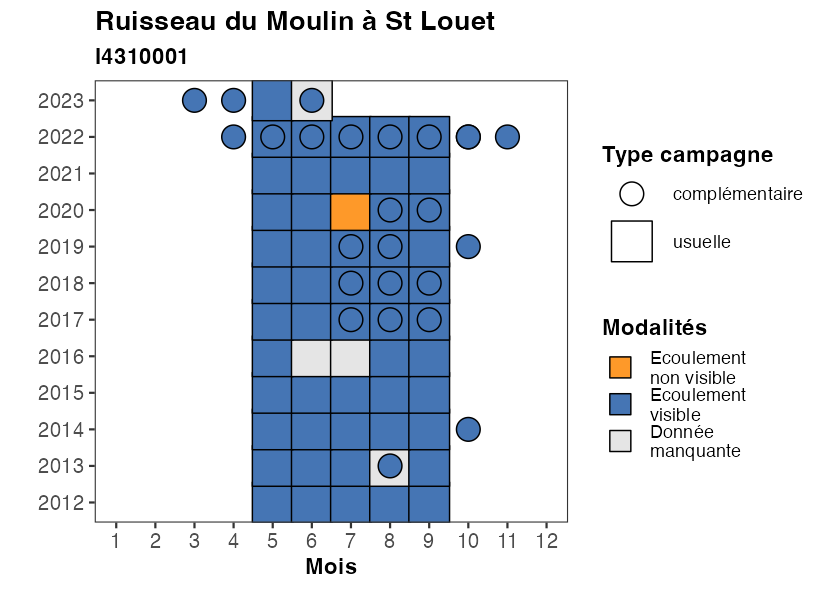 Ruisseau du Moulin à St Louet
I4310001
2023
2022
2021
2020
2019
2018
2017
2016
2015
2014
2013
2012
1 2 3 4 5 6 7 8 9 10 11 12
Mois
Type campagne
complémentaire
usuelle
Modalités
Ecoulement
non visible
Ecoulement
visible
Donnée
manquante